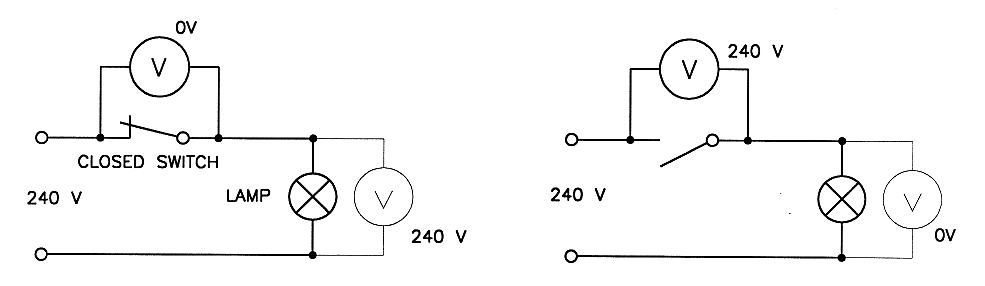 0V
V
CLOSED SWITCH
240 V
LAMP
V
240 V
240 V
V
240 V
V
0V